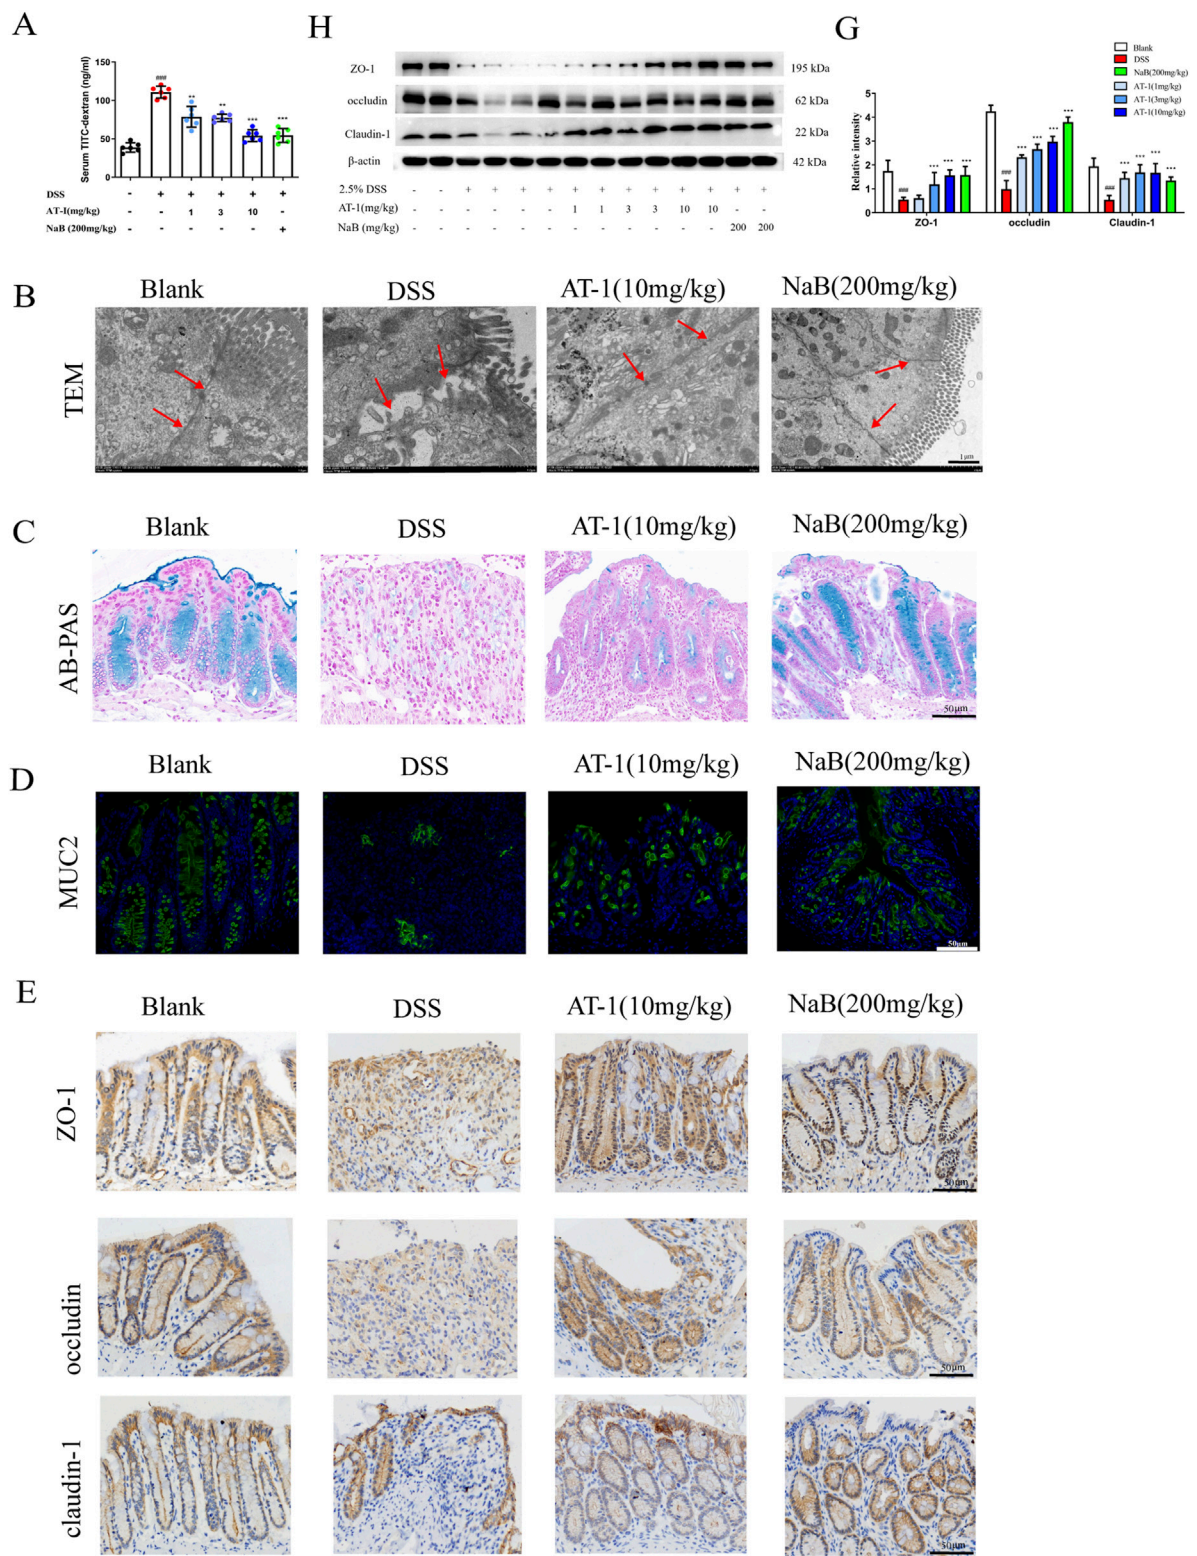 A
Serum TITC-dextran (ng/ml)
150
100
50
0
###
**
**
***
***
DSS - + + + + +
AT-I(mg/kg) - - 1 3 10 -
NaB (200mg/kg) - - - - - +
H
ZO-1 195 kDa
occludin 62 kDa
Claudin-1 22 kDa
β-actin 42 kDa
2.5% DSS - - + + + + + + + + + + + +
AT-1(mg/kg) - - - - - - 1 1 3 3 10 10 - -
NaB (mg/kg) - - - - - - - - - - - - 200 200
G
Blank
DSS
NaB(200mg/kg)
AT-1(1mg/kg)
AT-1(3mg/kg)
AT-1(10mg/kg)
Relative intensity
5
4
3
2
1
0
###
***
***
***
###
***
***
***
***
###
***
***
***
***
ZO-1 occludin Claudin-1
B
Blank DSS AT-1(10mg/kg) NaB(200mg/kg)
TEM
1μm
C
Blank DSS AT-1(10mg/kg) NaB(200mg/kg)
AB-PAS
50μm
D
Blank DSS AT-1(10mg/kg) NaB(200mg/kg)
MUC2
50μm
E
Blank DSS AT-1(10mg/kg) NaB(200mg/kg)
ZO-1
50μm
occludin
50μm
claudin-1
50μm